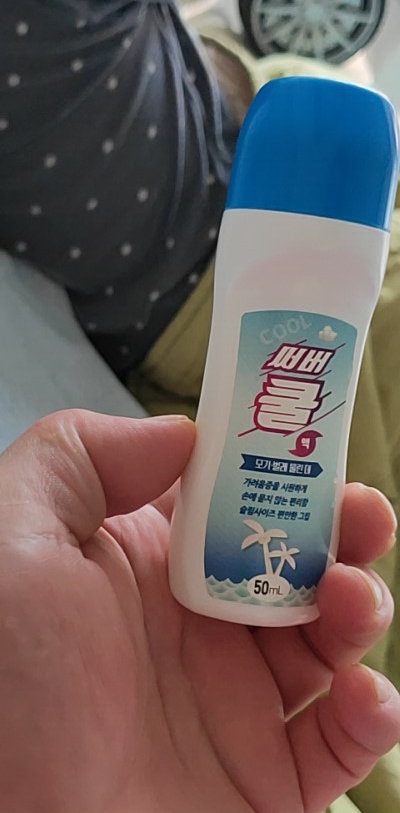 COOL
써버
쿨
액
모기·벌레 물린데
가려움증을 시원하게
손에 묻지 않는 편리함
슬림사이즈 편안한 그립
50mL